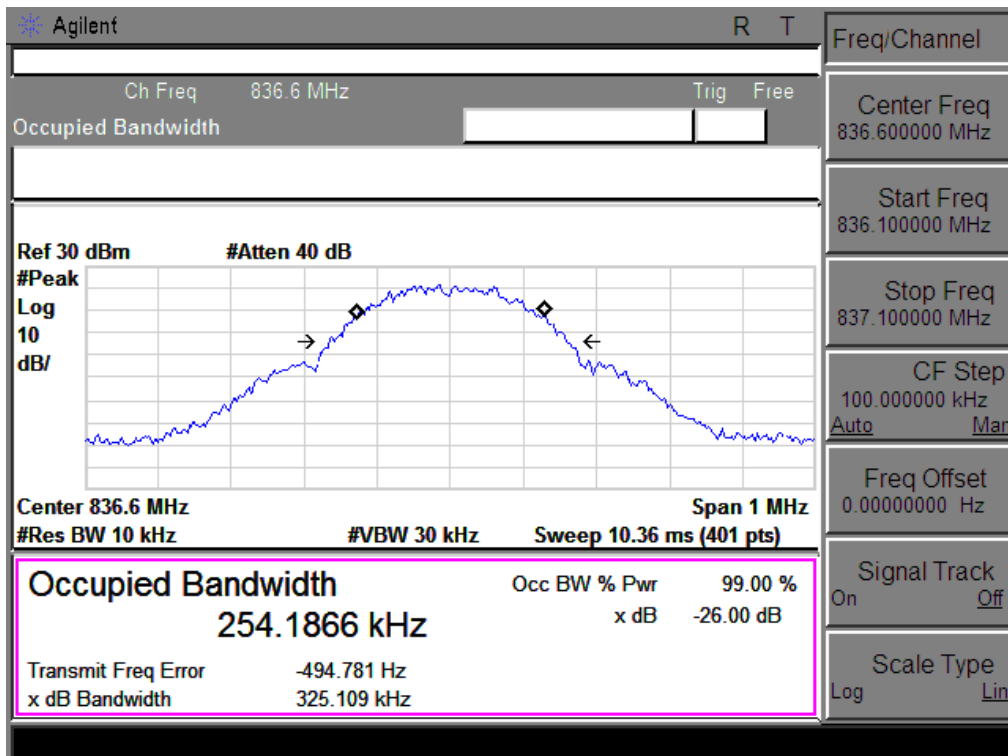 Agilent R T
Ch Freq 836.6 MHz Trig Free
Occupied Bandwidth
Ref 30 dBm #Atten 40 dB
#Peak
Log
10
dB/
Center 836.6 MHz Span 1 MHz
#Res BW 10 kHz #VBW 30 kHz Sweep 10.36 ms (401 pts)
Occupied Bandwidth Occ BW % Pwr 99.00 %
254.1866 kHz x dB -26.00 dB
Transmit Freq Error -494.781 Hz
x dB Bandwidth 325.109 kHz
Freq/Channel
Center Freq
836.600000 MHz
Start Freq
836.100000 MHz
Stop Freq
837.100000 MHz
CF Step
100.000000 kHz
Auto Man
Freq Offset
0.00000000 Hz
Signal Track
On Off
Scale Type
Log Lin